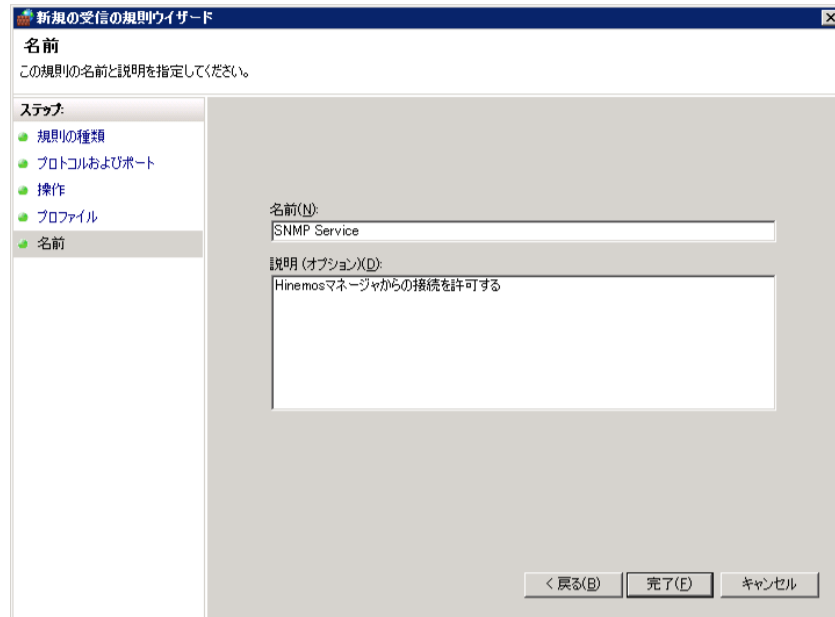 新規の受信の規則ウィザード
名前
この規則の名前と説明を指定してください。
ステップ:
規則の種類
プロトコルおよびポート
操作
プロファイル
名前
名前(N):
SNMP Service
説明 (オプション)(D):
Hinemosマネージャからの接続を許可する
< 戻る(B)
完了(F)
キャンセル